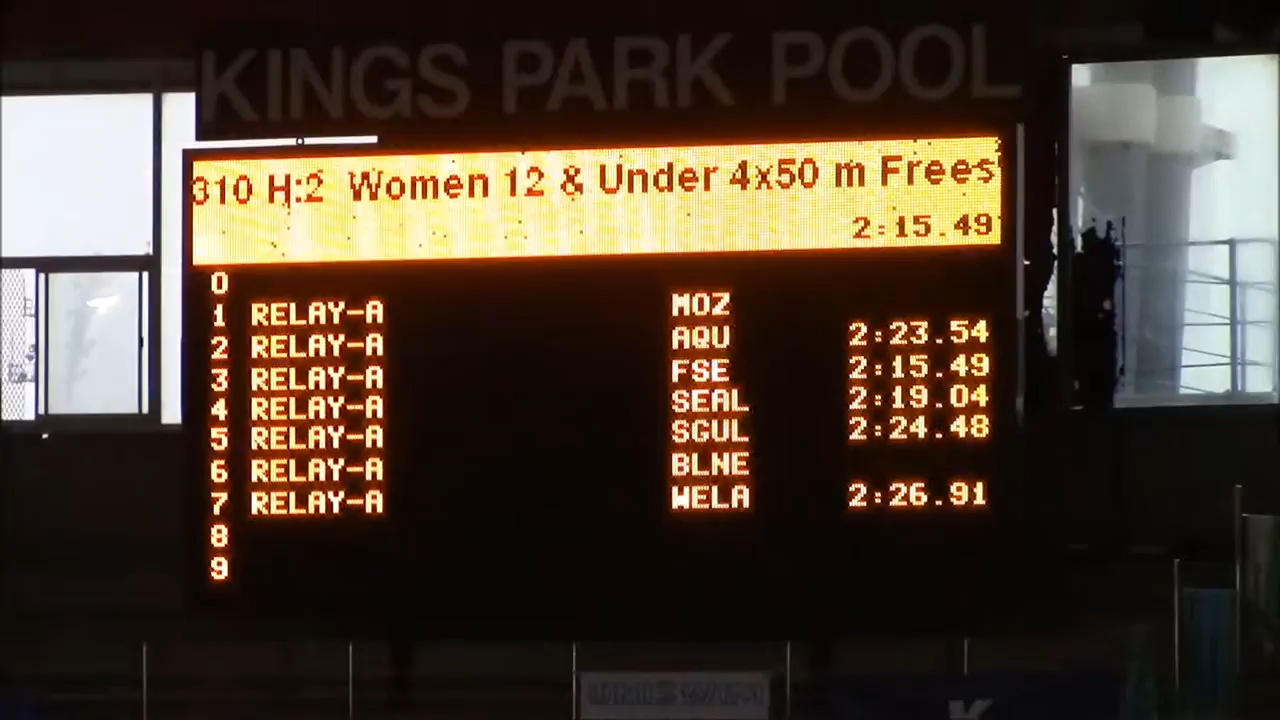 KINGS PARK POOL
310 H:2 Women 12 & Under 4x50 m Frees
2:15.49
0
1 RELAY-A MOZ
2 RELAY-A AQU 2:23.54
3 RELAY-A FSE 2:15.49
4 RELAY-A SEAL 2:19.04
5 RELAY-A SGUL 2:24.48
6 RELAY-A BLNE
7 RELAY-A WELA 2:26.91
8
9